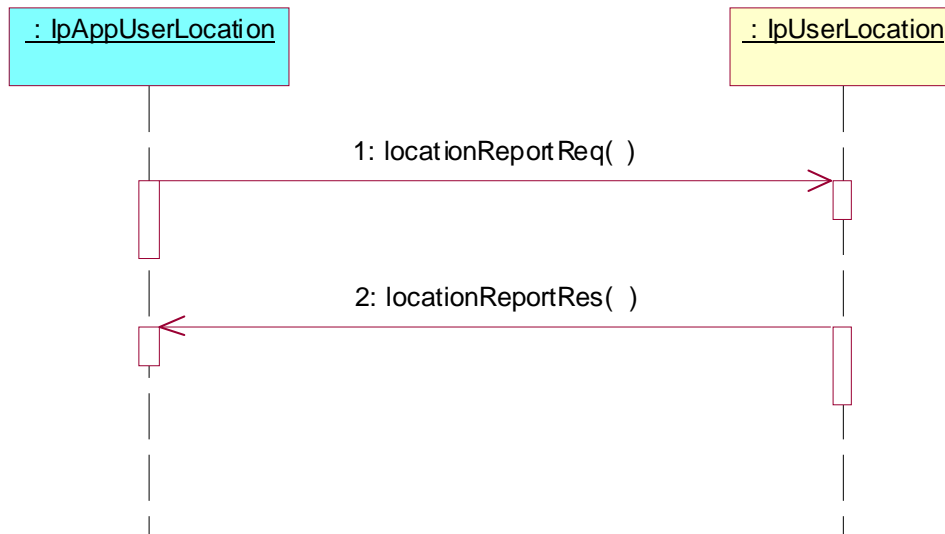 : IpAppUserLocation
: IpUserLocation
1: locationReportReq( )
2: locationReportRes( )